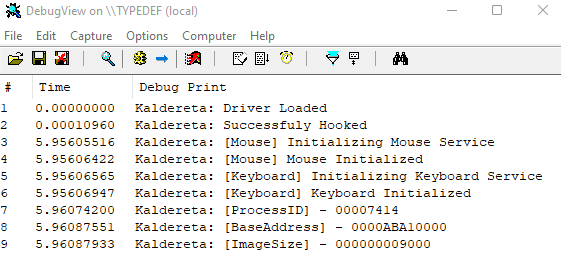 DebugView on \\TYPEDEF (local)
File Edit Capture Options Computer Help
# Time Debug Print
1 0.00000000 Kaldereta: Driver Loaded
2 0.00010960 Kaldereta: Successfuly Hooked
3 5.95605516 Kaldereta: [Mouse] Initializing Mouse Service
4 5.95606422 Kaldereta: [Mouse] Mouse Initialized
5 5.95606565 Kaldereta: [Keyboard] Initializing Keyboard Service
6 5.95606947 Kaldereta: [Keyboard] Keyboard Initialized
7 5.96074200 Kaldereta: [ProcessID] - 00007414
8 5.96087551 Kaldereta: [BaseAddress] - 0000ABA10000
9 5.96087933 Kaldereta: [ImageSize] - 000000009000